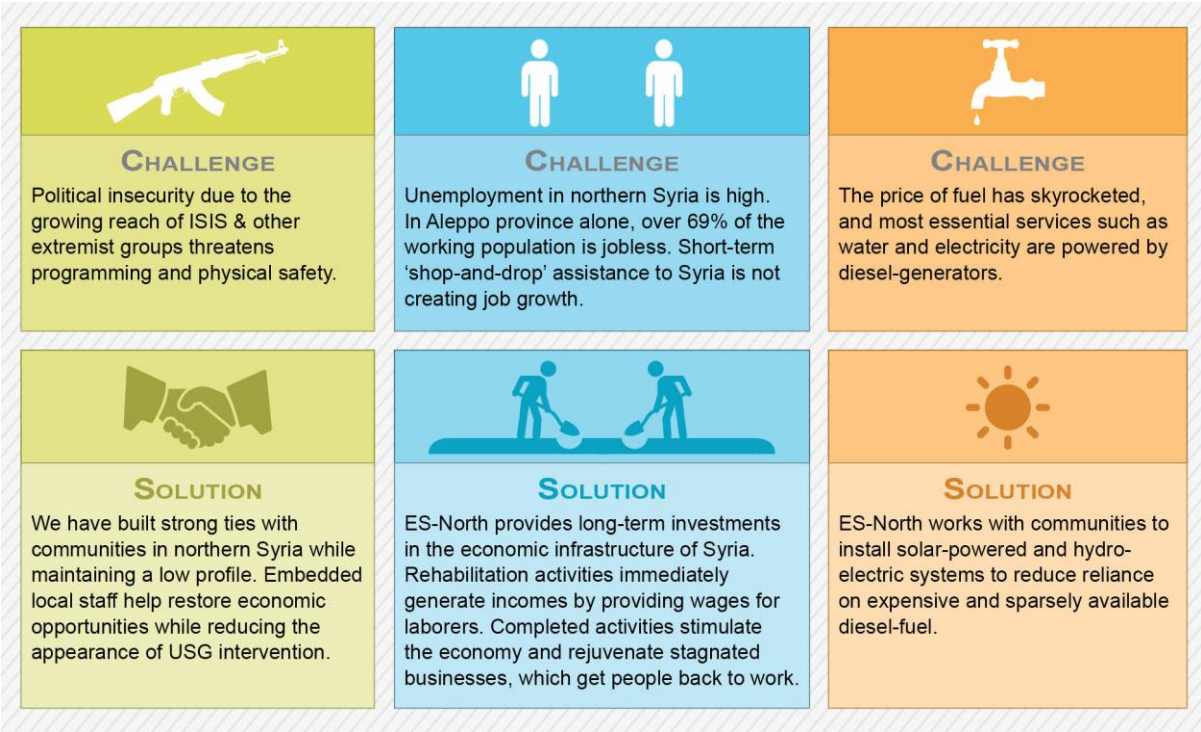 CHALLENGE
Political insecurity due to the
growing reach of ISIS & other
extremist groups threatens
programming and physical safety.
CHALLENGE
Unemployment in northern Syria is high.
In Aleppo province alone, over 69% of the
working population is jobless. Short-term
‘shop-and-drop’ assistance to Syria is not
creating job growth.
CHALLENGE
The price of fuel has skyrocketed,
and most essential services such as
water and electricity are powered by
diesel-generators.
SOLUTION
We have built strong ties with
communities in northern Syria while
maintaining a low profile. Embedded
local staff help restore economic
opportunities while reducing the
appearance of USG intervention.
SOLUTION
ES-North provides long-term investments
in the economic infrastructure of Syria.
Rehabilitation activities immediately
generate incomes by providing wages for
laborers. Completed activities stimulate
the economy and rejuvenate stagnated
businesses, which get people back to work.
SOLUTION
ES-North works with communities to
install solar-powered and hydro-
electric systems to reduce reliance
on expensive and sparsely available
diesel-fuel.